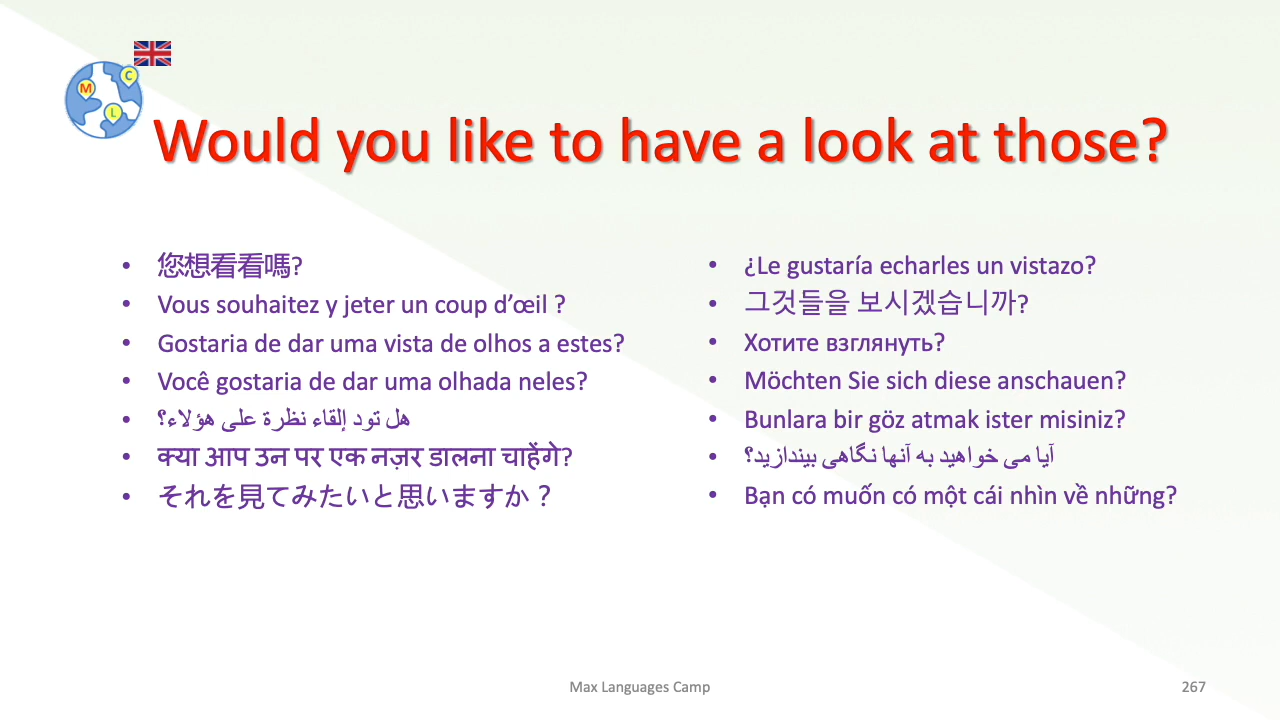 M C L
Would you like to have a look at those?
您想看看嗎?
Vous souhaitez y jeter un coup d’œil ?
Gostaria de dar uma vista de olhos a estes?
Você gostaria de dar uma olhada neles?
هل تود إلقاء نظرة على هؤلاء؟
क्या आप उन पर एक नज़र डालना चाहेंगे?
それを見てみたいと思いますか？
¿Le gustaría echarles un vistazo?
그것들을 보시겠습니까?
Хотите взглянуть?
Möchten Sie sich diese anschauen?
Bunlara bir göz atmak ister misiniz?
آیا می خواهید به آنها نگاهی بیندازید؟
Bạn có muốn có một cái nhìn về những?
Max Languages Camp
267